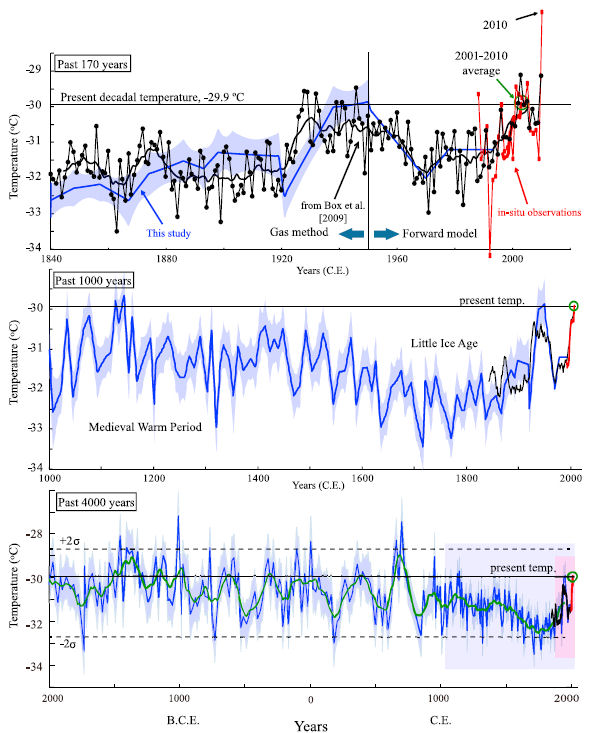 2010
2001-2010
average
Past 170 years
Present decadal temperature, -29.9 °C
-29
-30
-31
-32
-33
-34
Temperature (°C)
This study
from Box et al.
[2009]
Gas method
Forward model
in-situ observations
1840
1860
1880
1900
1920
1940
1960
1980
2000
Years (C.E.)
Past 1000 years
present temp.
-30
-31
-32
-33
-34
Temperature (°C)
Little Ice Age
Medieval Warm Period
1000
1200
1400
1600
1800
2000
Years (C.E.)
Past 4000 years
+2σ
present temp.
-2σ
-28
-30
-32
-34
Temperature (°C)
2000
1000
0
1000
2000
B.C.E.
Years
C.E.